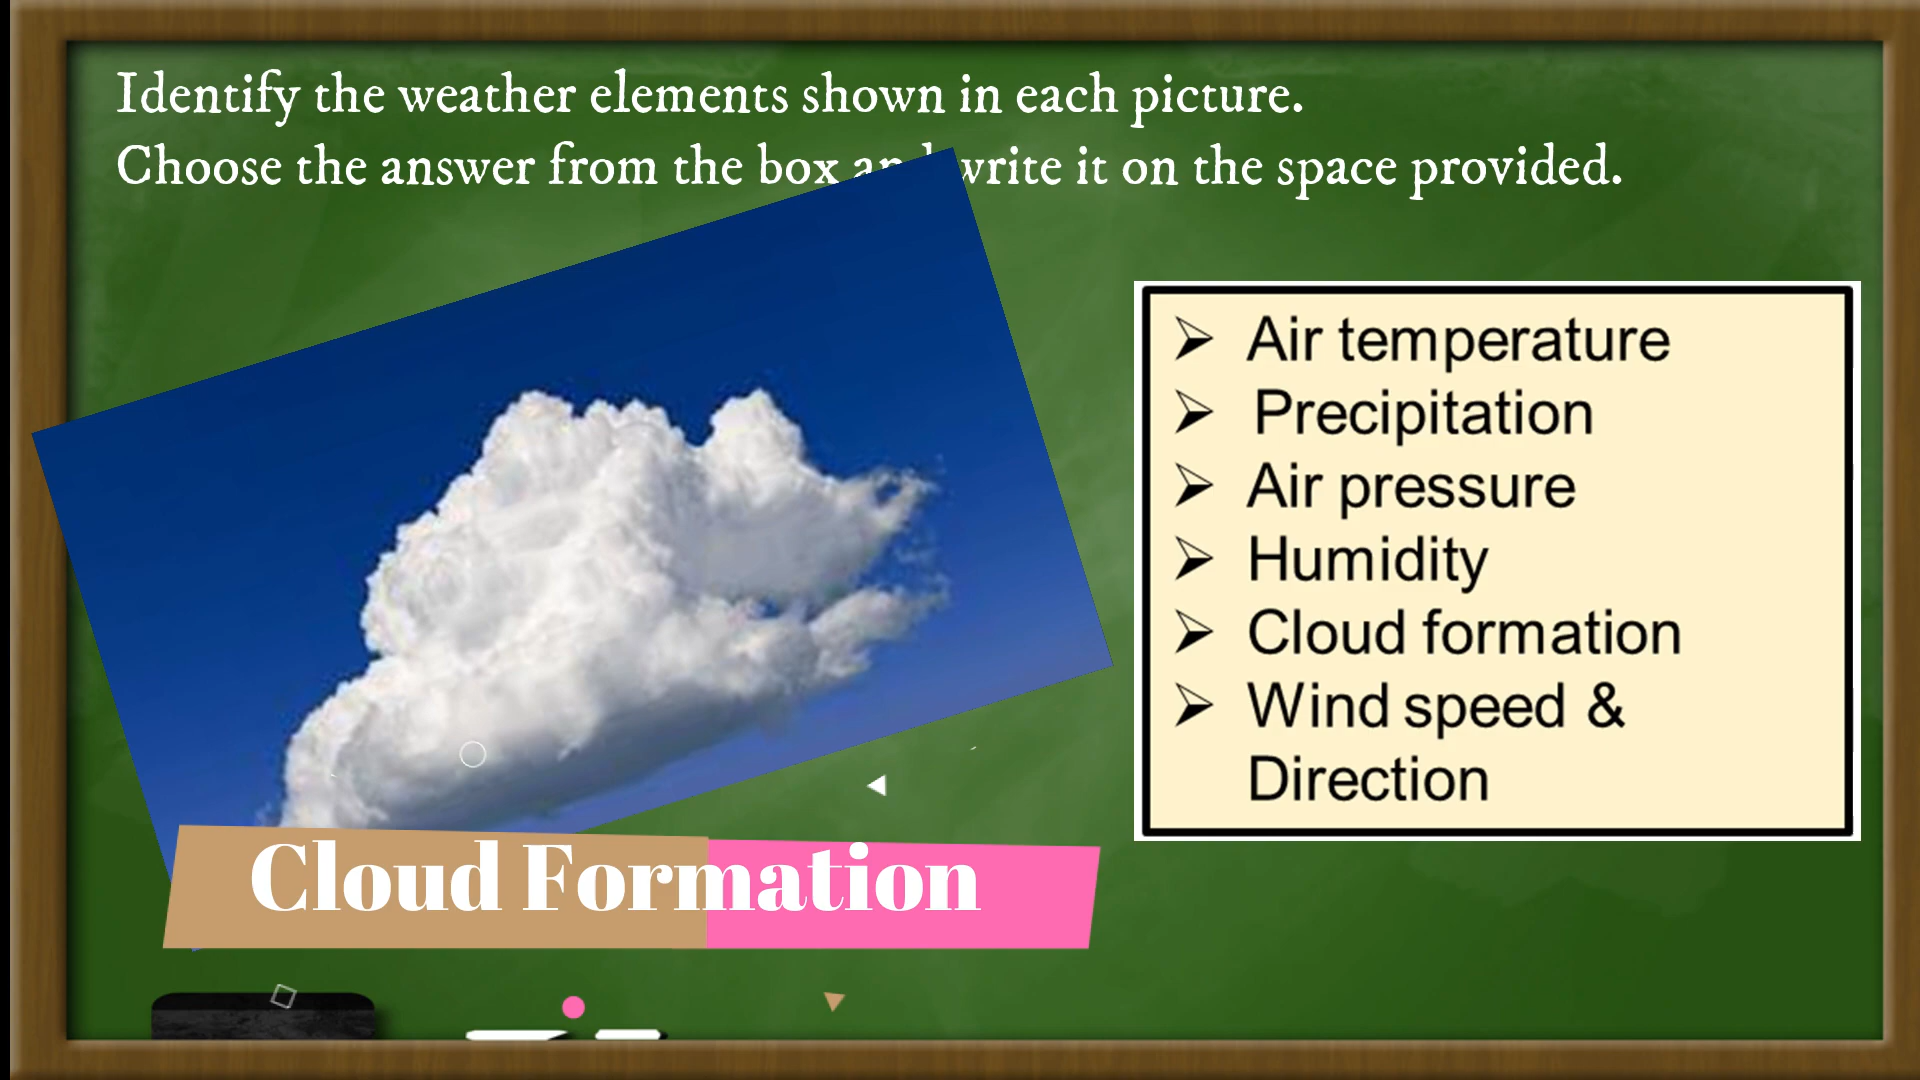 Identify the weather elements shown in each picture.
Choose the answer from the box write it on the space provided.
Air temperature
Precipitation
Air pressure
Humidity
Cloud formation
Wind speed &
Direction
Cloud Formation